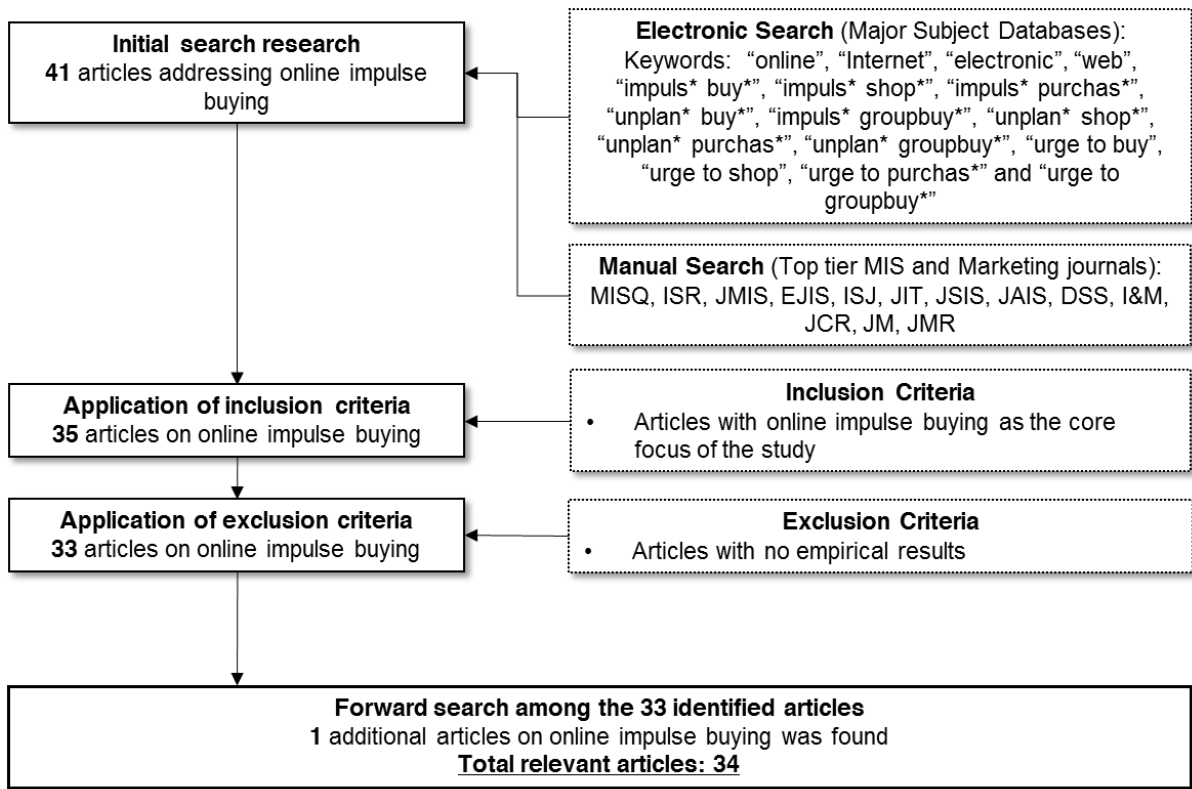 Initial search research
41 articles addressing online impulse
buying
Electronic Search (Major Subject Databases):
Keywords: “online”, “Internet”, “electronic”, “web”,
“impuls* buy*”, “impuls* shop*”, “impuls* purchas*”,
“unplan* buy*”, “impuls* groupbuy*”, “unplan* shop*”,
“unplan* purchas*”, “unplan* groupbuy*”, “urge to buy”,
“urge to shop”, “urge to purchas*” and “urge to
groupbuy*”
Manual Search (Top tier MIS and Marketing journals):
MISQ, ISR, JMIS, EJIS, ISJ, JIT, JSIS, JAIS, DSS, I&M,
JCR, JM, JMR
Application of inclusion criteria
35 articles on online impulse buying
Inclusion Criteria
• Articles with online impulse buying as the core
focus of the study
Application of exclusion criteria
33 articles on online impulse buying
Exclusion Criteria
• Articles with no empirical results
Forward search among the 33 identified articles
1 additional articles on online impulse buying was found
Total relevant articles: 34